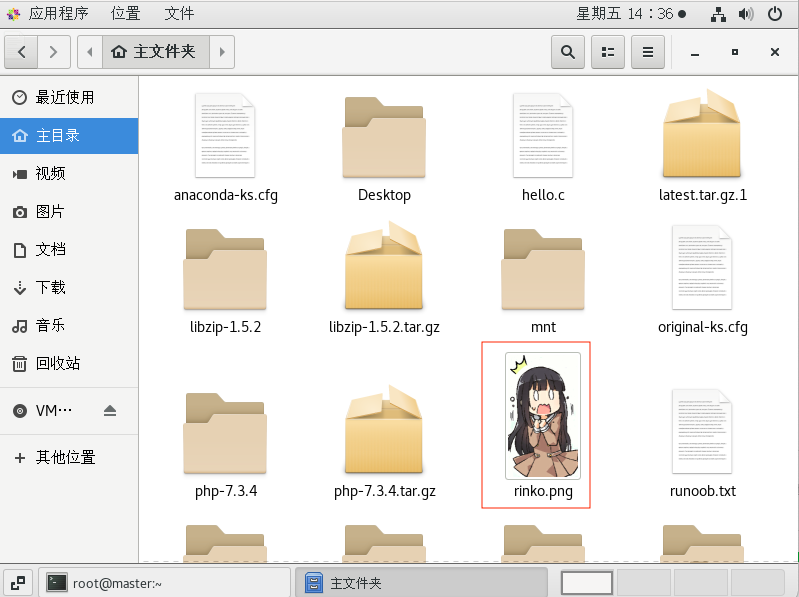 应用程序 位置 文件 星期五 14:36
主文件夹
最近使用
主目录
视频
图片
文档
下载
音乐
回收站
VM…
其他位置
anaconda-ks.cfg Desktop hello.c latest.tar.gz.1
libzip-1.5.2 libzip-1.5.2.tar.gz mnt original-ks.cfg
php-7.3.4 php-7.3.4.tar.gz rinko.png runoob.txt
root@master:~ 主文件夹